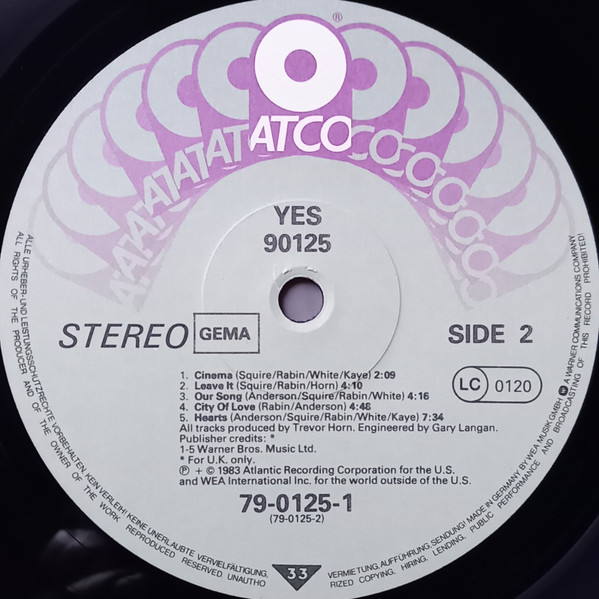 ®
ATCO
YES
90125
STEREO GEMA
SIDE 2
LC 0120
1. Cinema (Squire/Rabin/White/Kaye) 2:09
2. Leave It (Squire/Rabin/Horn) 4:10
3. Our Song (Anderson/Squire/Rabin/White) 4:16
4. City Of Love (Rabin/Anderson) 4:48
5. Hearts (Anderson/Squire/Rabin/White/Kaye) 7:34
All tracks produced by Trevor Horn. Engineered by Gary Langan.
Publisher credits: *
1-5 Warner Bros. Music Ltd.
* For U.K. only.
℗ + © 1983 Atlantic Recording Corporation for the U.S.
and WEA International Inc. for the world outside of the U.S.
79-0125-1
(79-0125-2)
33
ALLE URHEBER- UND LEISTUNGSSCHUTZRECHTE VORBEHALTEN. KEIN VERLEIH! KEINE UNERLAUBTE VERVIELFÄLTIGUNG,
VERMIETUNG, AUFFÜHRUNG, SENDUNG! MADE IN GERMANY BY WEA MUSIK GMBH A WARNER COMMUNICATIONS COMPANY
ALL RIGHTS OF THE PRODUCER AND OF THE OWNER OF THE WORK REPRODUCED RESERVED UNAUTHO
RIZED COPYING, HIRING, LENDING, PUBLIC PERFORMANCE AND BROADCASTING OF THIS RECORD PROHIBITED!